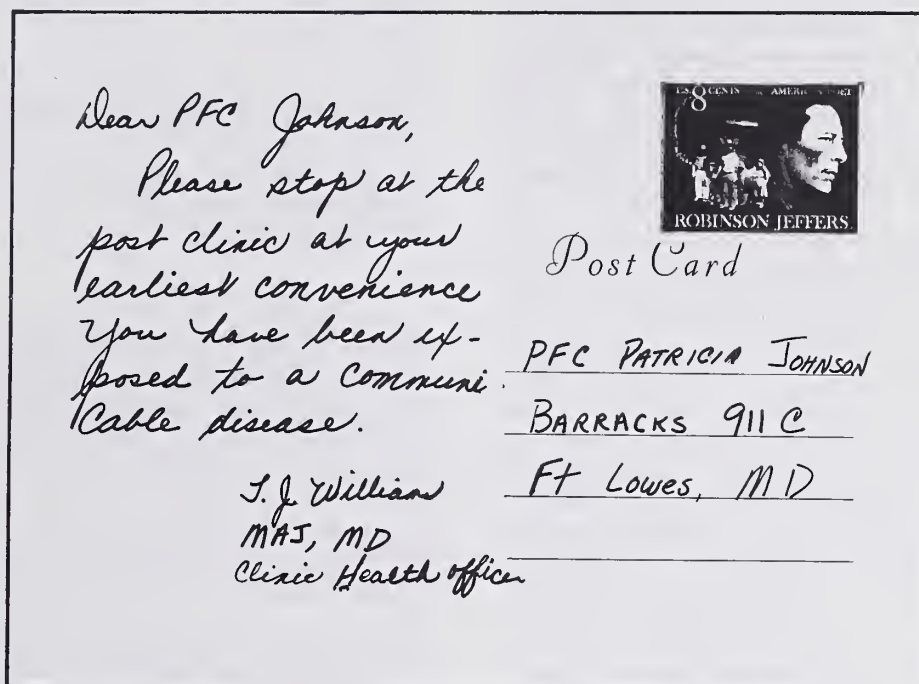 Dear PFC Johnson,
Please stop at the
post clinic at your
earliest convenience
You have been ex-
posed to a communi
cable disease.
T. J. William
MAJ, MD
Clinic Health officer
U.S. 8 CENTS AMERICAN POET
ROBINSON JEFFERS
Post Card
PFC PATRICIA JOHNSON
BARRACKS 911 C
Ft Lowes, MD